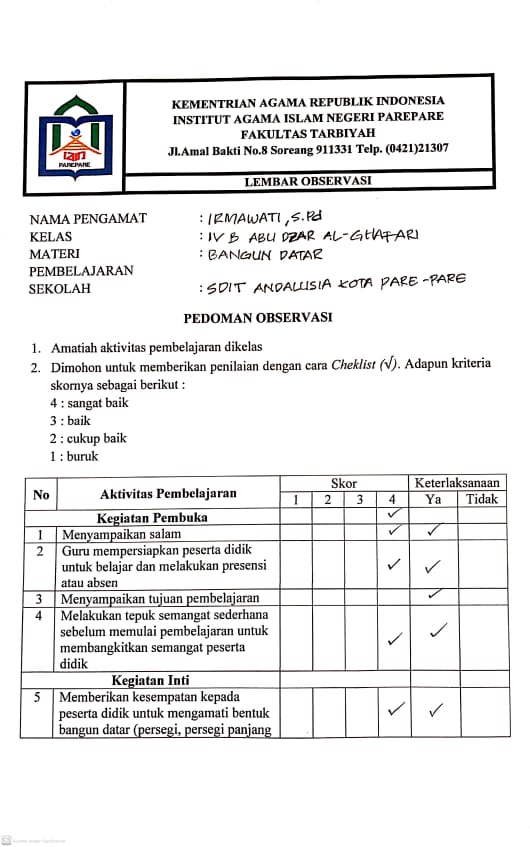 KEMENTRIAN AGAMA REPUBLIK INDONESIA
INSTITUT AGAMA ISLAM NEGERI PAREPARE
FAKULTAS TARBIYAH
Jl.Amal Bakti No.8 Soreang 911331 Telp. (0421)21307
iain
PAREPARE
LEMBAR OBSERVASI
NAMA PENGAMAT : IRMAWATI, S.Pd
KELAS : IV B ABU DZAR AL-GHAFARI
MATERI : BANGUN DATAR
PEMBELAJARAN
SEKOLAH : SDIT ANDALUSIA KOTA PARE-PARE
PEDOMAN OBSERVASI
1. Amatiah aktivitas pembelajaran dikelas
2. Dimohon untuk memberikan penilaian dengan cara Cheklist (√). Adapun kriteria
skornya sebagai berikut :
4 : sangat baik
3 : baik
2 : cukup baik
1 : buruk
No Aktivitas Pembelajaran Skor Keterlaksanaan
1 2 3 4 Ya Tidak
Kegiatan Pembuka ✓
1 Menyampaikan salam ✓ ✓
2 Guru mempersiapkan peserta didik
untuk belajar dan melakukan presensi ✓ ✓
atau absen
3 Menyampaikan tujuan pembelajaran ✓
4 Melakukan tepuk semangat sederhana
sebelum memulai pembelajaran untuk ✓ ✓
membangkitkan semangat peserta
didik
Kegiatan Inti
5 Memberikan kesempatan kepada
peserta didik untuk mengamati bentuk ✓ ✓
bangun datar (persegi, persegi panjang